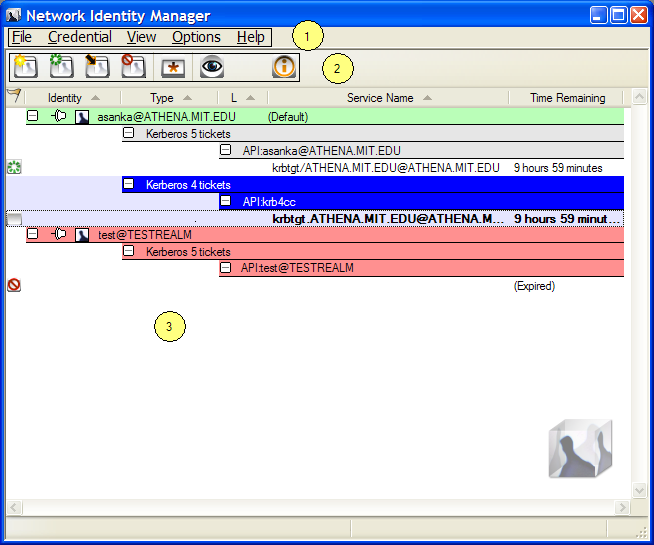 Network Identity Manager
File Credential View Options Help 1
2
Identity Type L Service Name Time Remaining
asanka@ATHENA.MIT.EDU (Default)
Kerberos 5 tickets
API:asanka@ATHENA.MIT.EDU
krbtgt/ATHENA.MIT.EDU@ATHENA.MIT.EDU 9 hours 59 minutes
Kerberos 4 tickets
API:krb4cc
krbtgt.ATHENA.MIT.EDU@ATHENA.M... 9 hours 59 minut...
test@TESTREALM
Kerberos 5 tickets
API:test@TESTREALM
(Expired)
3